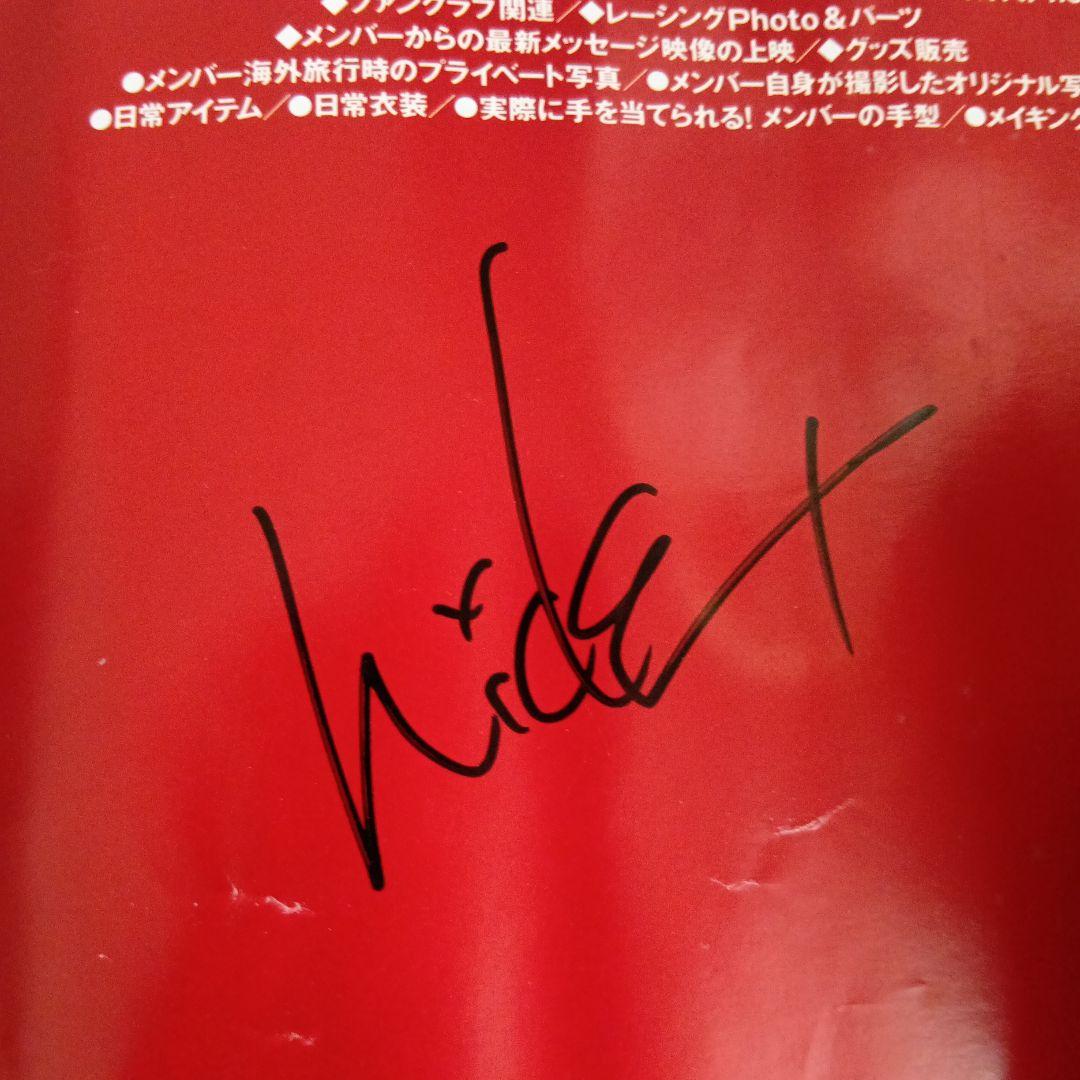 ◆ファンクラブ関連／◆レーシングPhoto＆パーツ
◆メンバーからの最新メッセージ映像の上映／◆グッズ販売
●メンバー海外旅行時のプライベート写真／●メンバー自身が撮影したオリジナル写
●日常アイテム／●日常衣装／●実際に手を当てられる! メンバーの手型／●メイキング
hidE